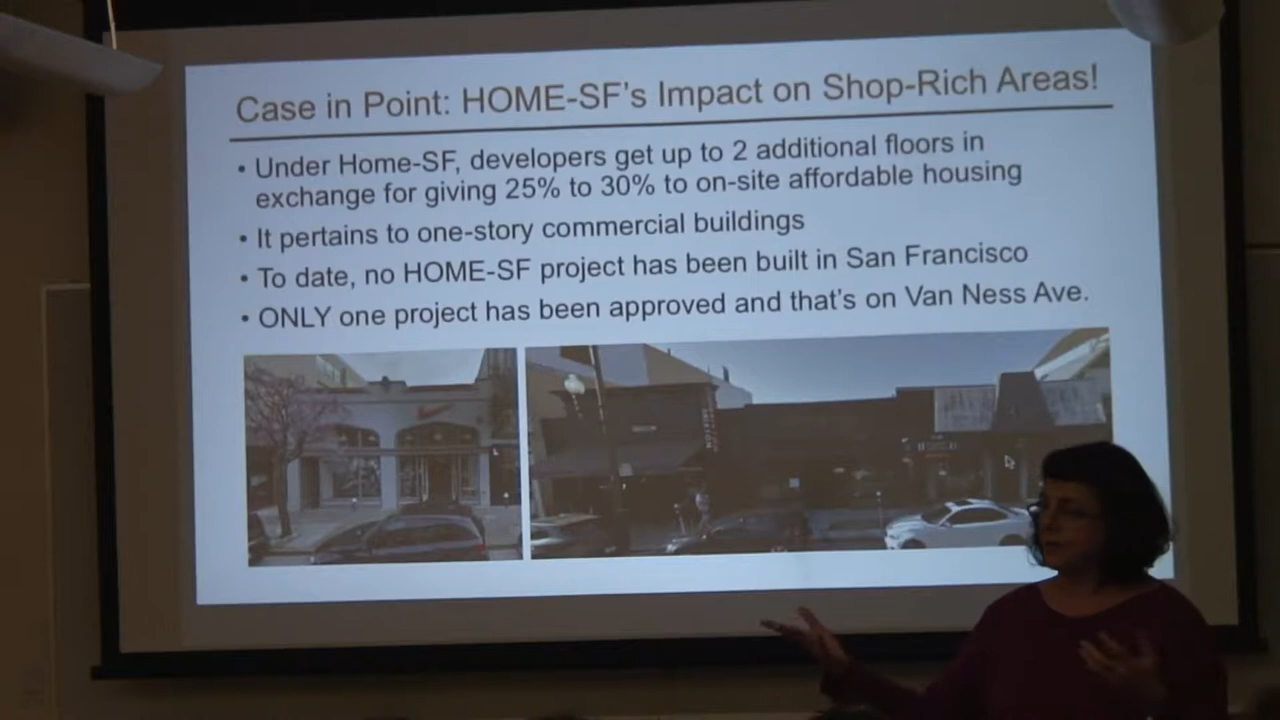 Case in Point: HOME-SF's Impact on Shop-Rich Areas!
• Under Home-SF, developers get up to 2 additional floors in
exchange for giving 25% to 30% to on-site affordable housing
• It pertains to one-story commercial buildings
• To date, no HOME-SF project has been built in San Francisco
• ONLY one project has been approved and that's on Van Ness Ave.